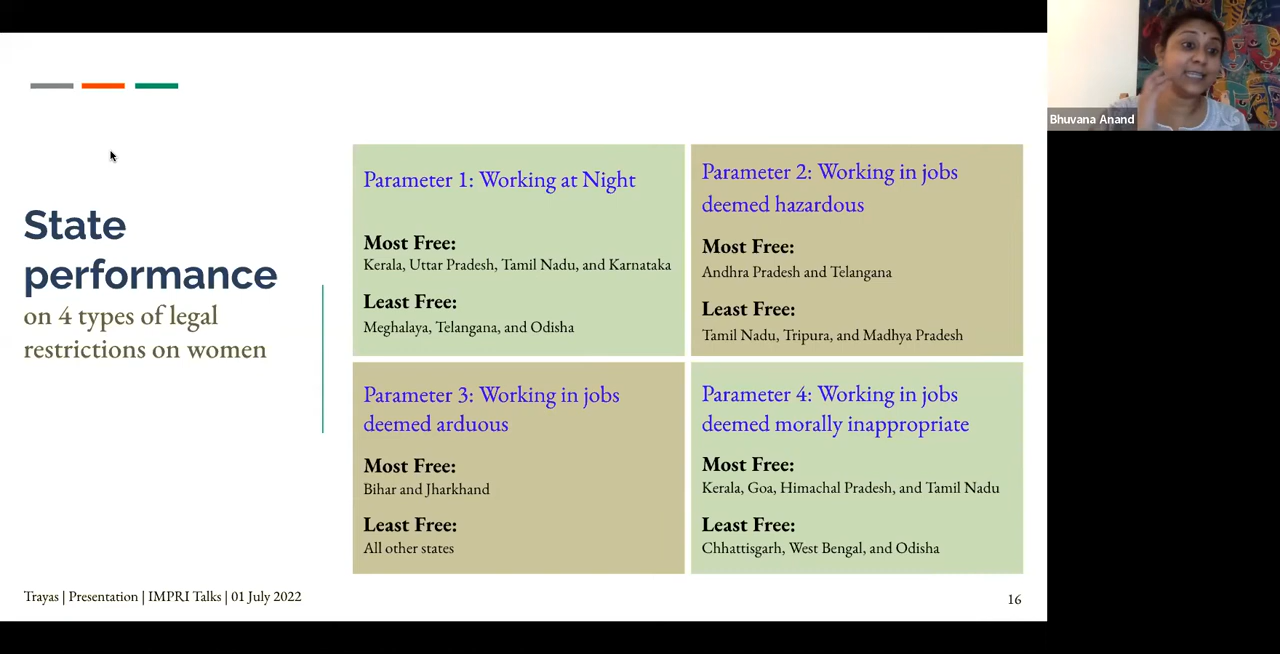 State
performance
on 4 types of legal
restrictions on women
Parameter 1: Working at Night
Most Free:
Kerala, Uttar Pradesh, Tamil Nadu, and Karnataka
Least Free:
Meghalaya, Telangana, and Odisha
Parameter 2: Working in jobs
deemed hazardous
Most Free:
Andhra Pradesh and Telangana
Least Free:
Tamil Nadu, Tripura, and Madhya Pradesh
Parameter 3: Working in jobs
deemed arduous
Most Free:
Bihar and Jharkhand
Least Free:
All other states
Parameter 4: Working in jobs
deemed morally inappropriate
Most Free:
Kerala, Goa, Himachal Pradesh, and Tamil Nadu
Least Free:
Chhattisgarh, West Bengal, and Odisha
Trayas | Presentation | IMPRI Talks | 01 July 2022
16
Bhuvana Anand